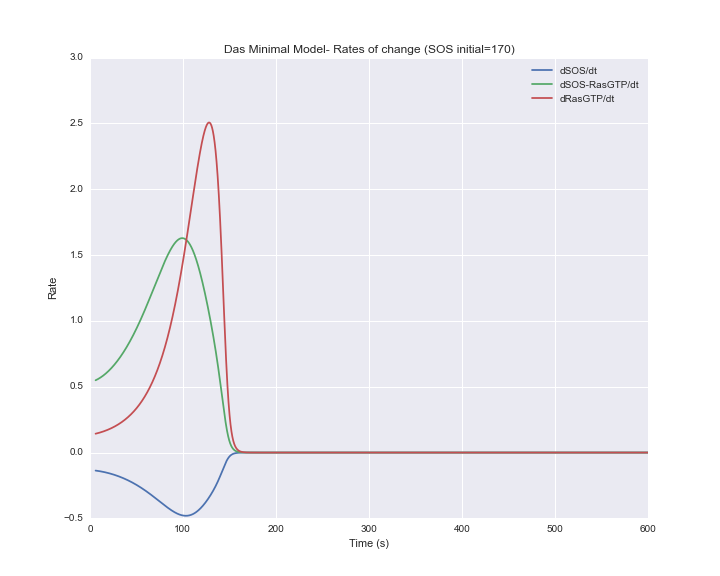 Das Minimal Model- Rates of change (SOS initial=170)
3.0
2.5
2.0
1.5
1.0
0.5
0.0
−0.5
Rate
dSOS/dt
dSOS-RasGTP/dt
dRasGTP/dt
0 100 200 300 400 500 600
Time (s)